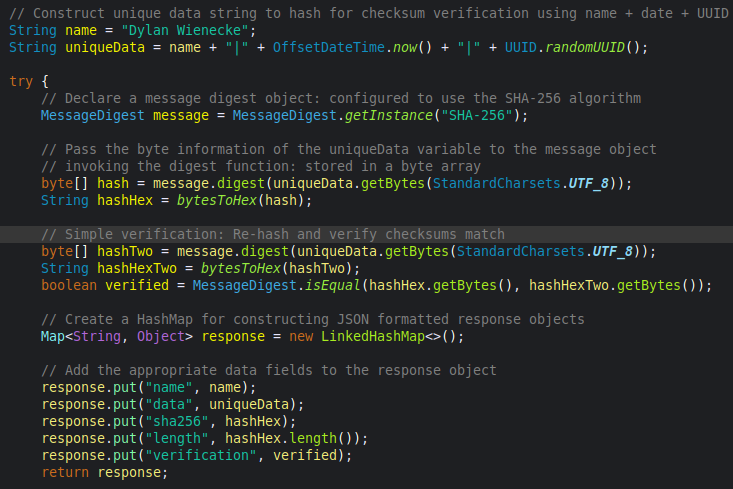 // Construct unique data string to hash for checksum verification using name + date + UUID
String name = "Dylan Wienecke";
String uniqueData = name + "|" + OffsetDateTime.now() + "|" + UUID.randomUUID();

try {
    // Declare a message digest object: configured to use the SHA-256 algorithm
    MessageDigest message = MessageDigest.getInstance("SHA-256");

    // Pass the byte information of the uniqueData variable to the message object
    // invoking the digest function: stored in a byte array
    byte[] hash = message.digest(uniqueData.getBytes(StandardCharsets.UTF_8));
    String hashHex = bytesToHex(hash);

    // Simple verification: Re-hash and verify checksums match
    byte[] hashTwo = message.digest(uniqueData.getBytes(StandardCharsets.UTF_8));
    String hashHexTwo = bytesToHex(hashTwo);
    boolean verified = MessageDigest.isEqual(hashHex.getBytes(), hashHexTwo.getBytes());

    // Create a HashMap for constructing JSON formatted response objects
    Map<String, Object> response = new LinkedHashMap<>();

    // Add the appropriate data fields to the response object
    response.put("name", name);
    response.put("data", uniqueData);
    response.put("sha256", hashHex);
    response.put("length", hashHex.length());
    response.put("verification", verified);
    return response;